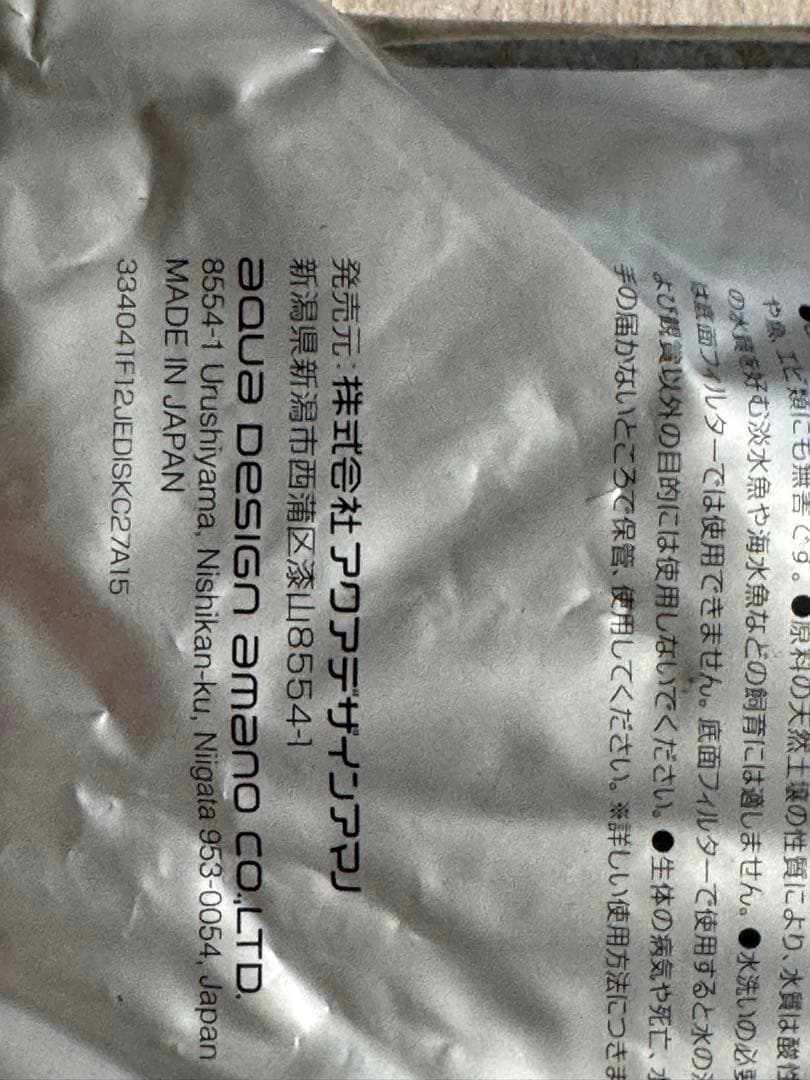 や魚、エビ類にも無害です。●原料の天然土壌の性質により、水質は酸性
の水質を好む淡水魚や海水魚などの飼育には適しません。●水洗いの必要
は底面フィルターでは使用できません。底面フィルターで使用すると水の
よび観賞以外の目的には使用しないでください。●生体の病気や死亡、水
手の届かないところで保管、使用してください。※詳しい使用方法につきま
発売元:株式会社アクアデザインアマノ
新潟県新潟市西蒲区漆山8554-1
aqua Design amano CO.,LTD.
8554-1 Urushiyama, Nishikan-ku, Niigata 953-0054, Japan
MADE IN JAPAN
334041F12JEDISKC27A15